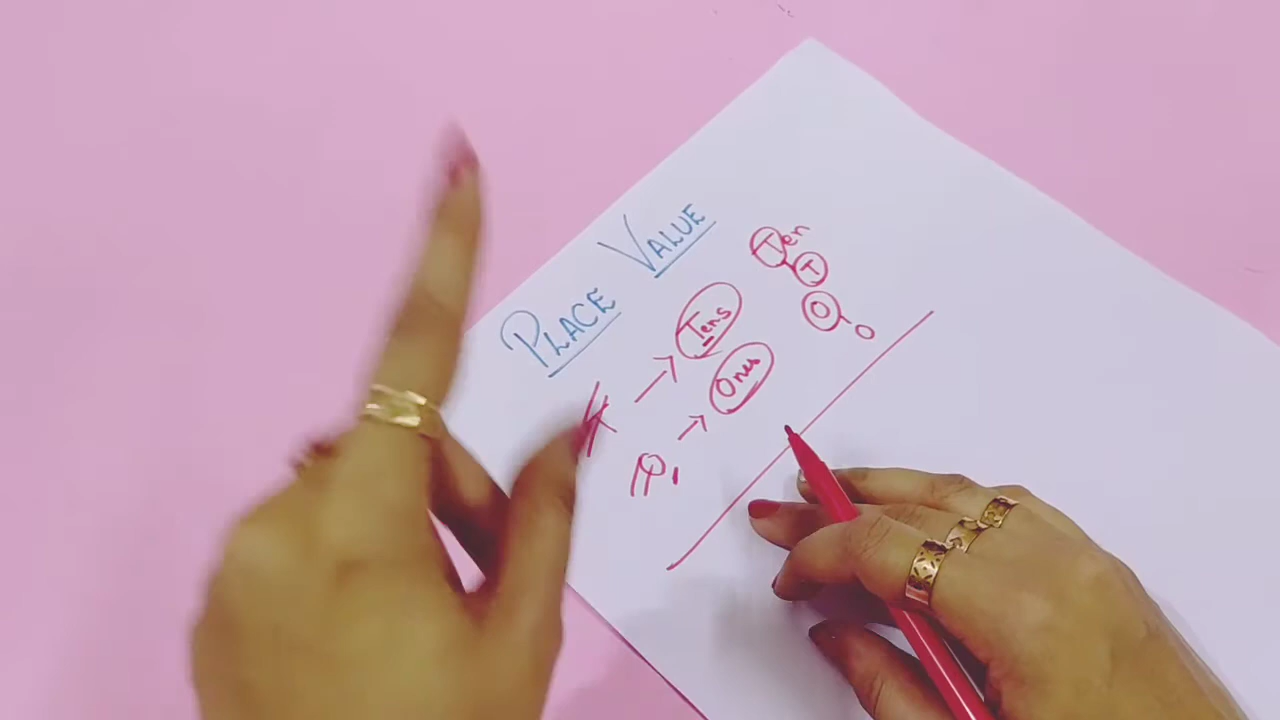 PLACE VALUE
Ten
T
O
O
→ Tens
→ Ones